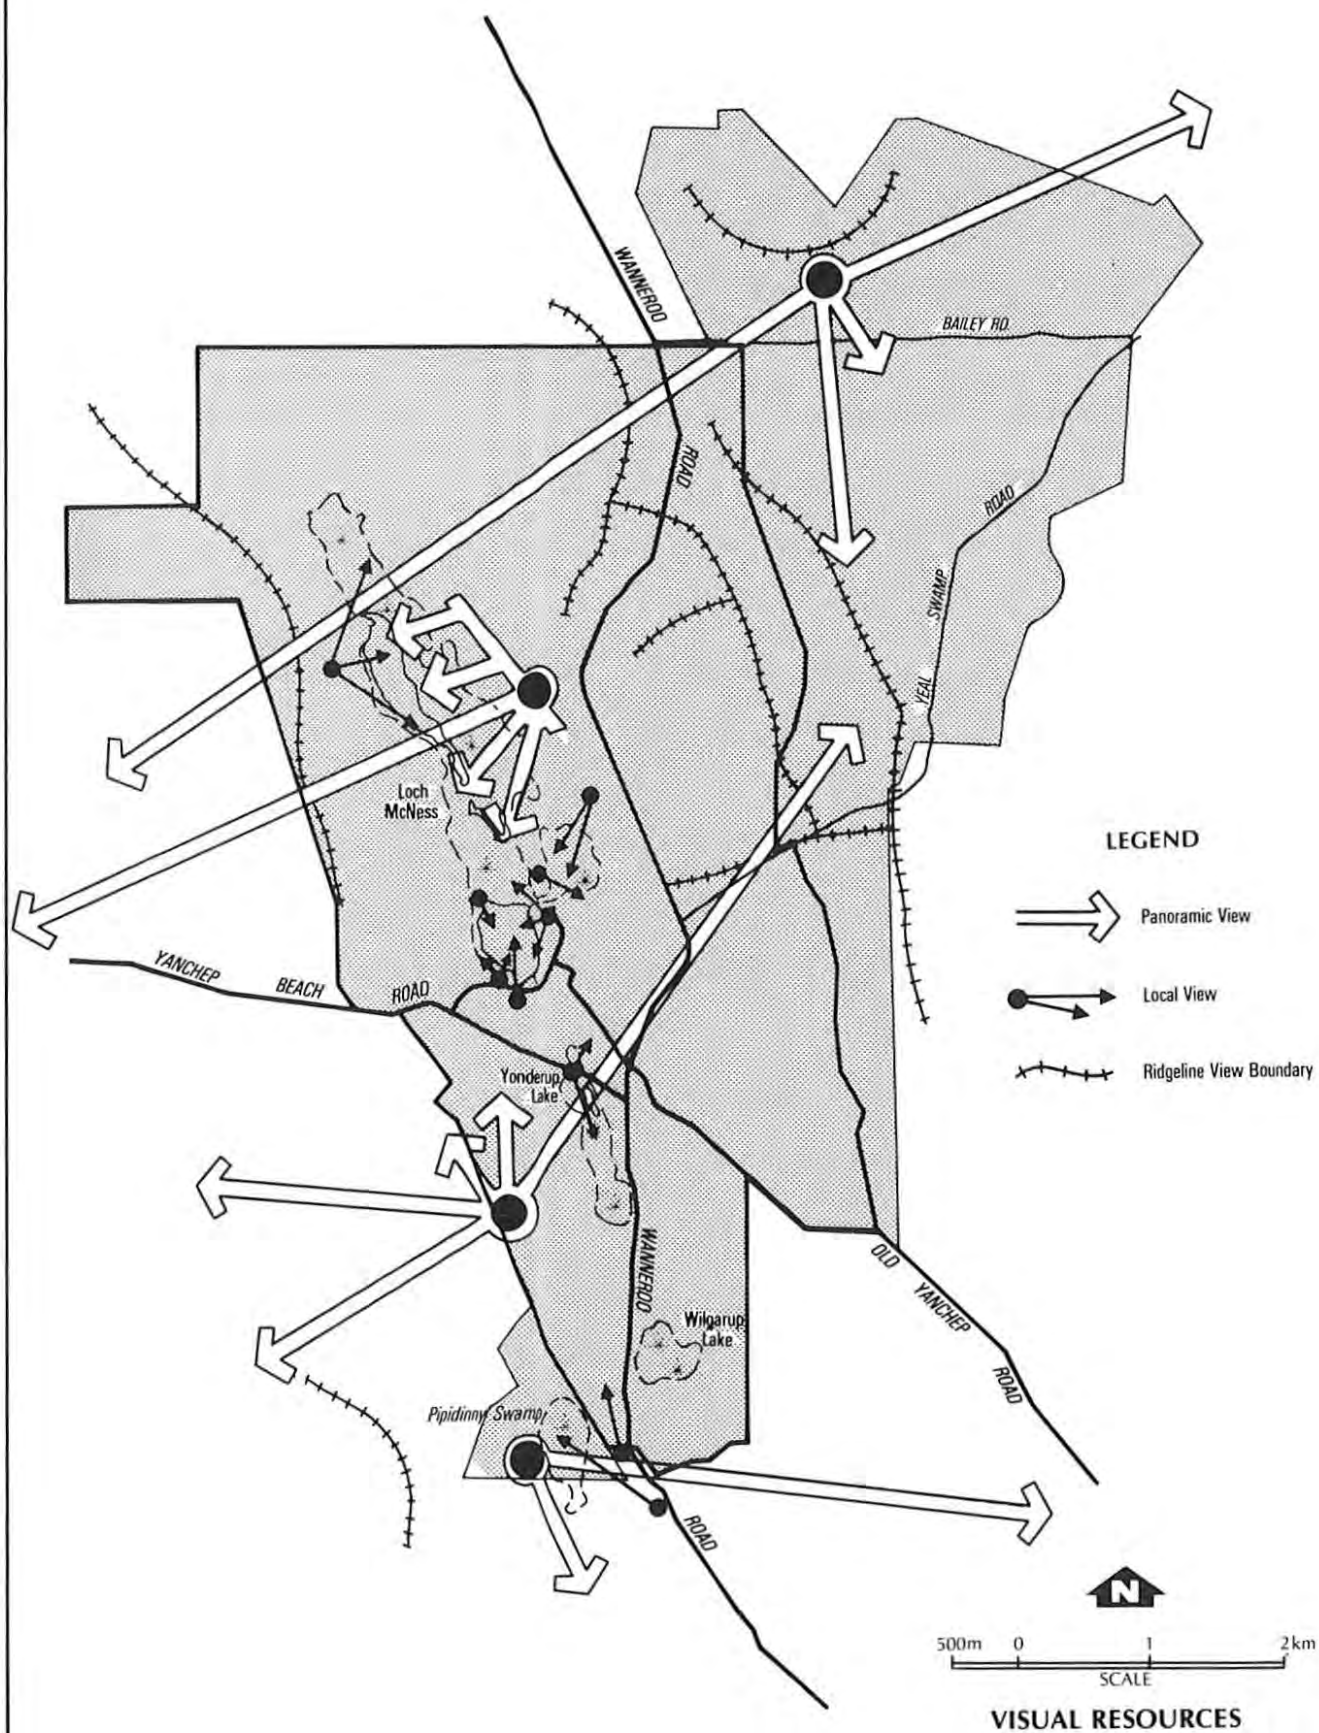 WANNEROO
ROAD
BAILEY RD.
YEAL SWAMP ROAD
Loch
McNess
YANCHEP BEACH ROAD
Yonderup
Lake
WANNEROO
ROAD
Wilgarup
Lake
Pipidinny Swamp
OLD YANCHEP ROAD
LEGEND
Panoramic View
Local View
Ridgeline View Boundary
N
500m 0 1 2km
SCALE
VISUAL RESOURCES